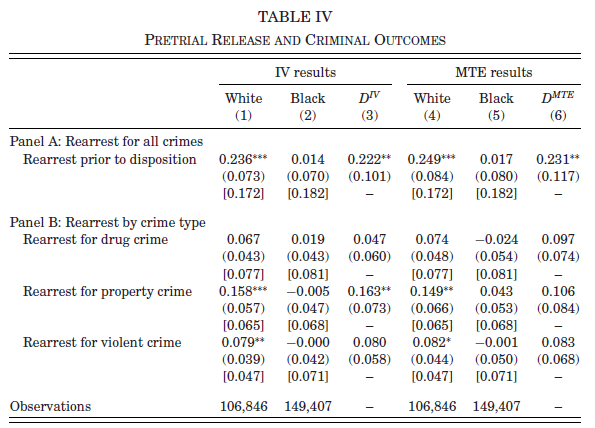 TABLE IV
PRETRIAL RELEASE AND CRIMINAL OUTCOMES
IV results MTE results
White Black D^IV White Black D^MTE
(1) (2) (3) (4) (5) (6)
Panel A: Rearrest for all crimes
Rearrest prior to disposition 0.236*** 0.014 0.222** 0.249*** 0.017 0.231**
(0.073) (0.070) (0.101) (0.084) (0.080) (0.117)
[0.172] [0.182] – [0.172] [0.182] –
Panel B: Rearrest by crime type
Rearrest for drug crime 0.067 0.019 0.047 0.074 −0.024 0.097
(0.043) (0.043) (0.060) (0.048) (0.054) (0.074)
[0.077] [0.081] – [0.077] [0.081] –
Rearrest for property crime 0.158*** −0.005 0.163** 0.149** 0.043 0.106
(0.057) (0.047) (0.073) (0.066) (0.053) (0.084)
[0.065] [0.068] – [0.065] [0.068] –
Rearrest for violent crime 0.079** −0.000 0.080 0.082* −0.001 0.083
(0.039) (0.042) (0.058) (0.044) (0.050) (0.068)
[0.047] [0.071] – [0.047] [0.071] –
Observations 106,846 149,407 – 106,846 149,407 –